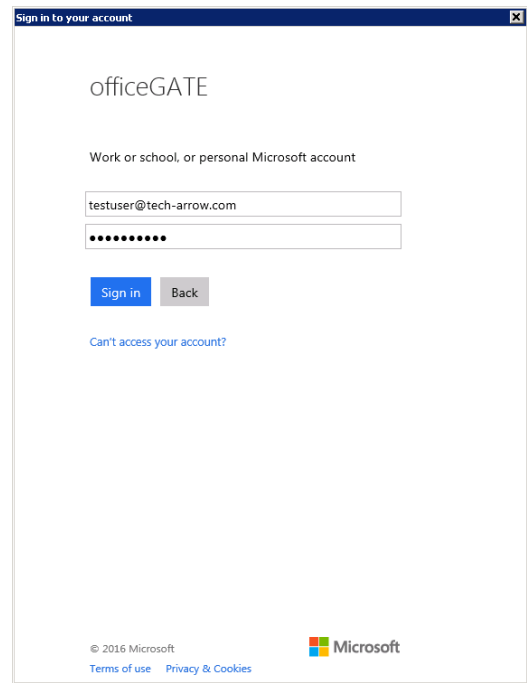 Sign in to your account
officeGATE
Work or school, or personal Microsoft account
testuser@tech-arrow.com
●●●●●●●●●●
Sign in Back
Can't access your account?
© 2016 Microsoft
Microsoft
Terms of use Privacy & Cookies